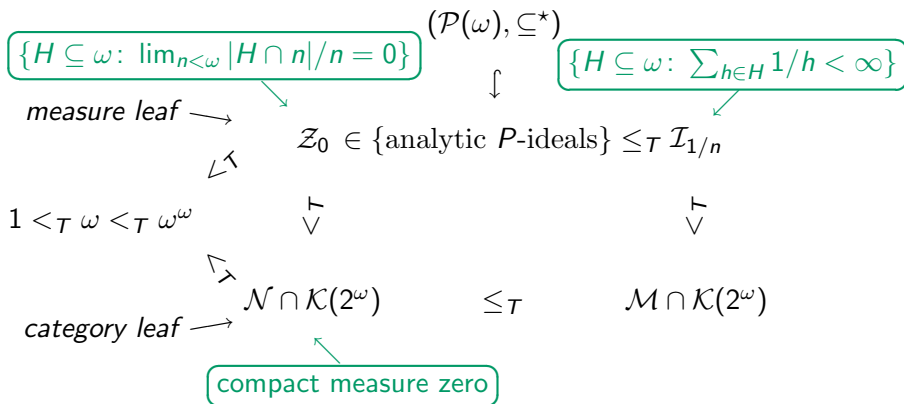 (𝒫(ω), ⊆*)
{H ⊆ ω: lim_{n<ω} |H ∩ n|/n = 0}
{H ⊆ ω: ∑_{h∈H} 1/h < ∞}
↪
measure leaf
𝒵₀ ∈ {analytic P-ideals} ≤_T ℐ_{1/n}
<_T
1 <_T ω <_T ω^ω
<_T <_T
<_T
𝒩 ∩ 𝒦(2^ω) ≤_T ℳ ∩ 𝒦(2^ω)
category leaf
compact measure zero